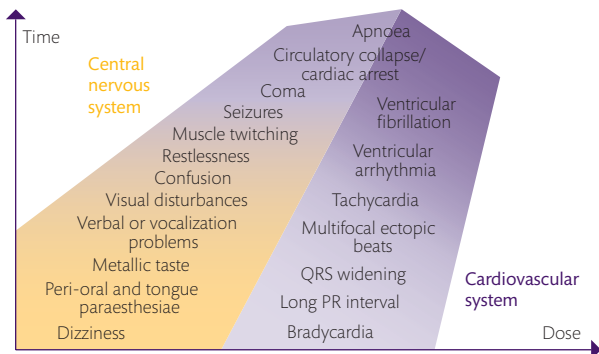 Time
Central
nervous
system
Apnoea
Circulatory collapse/
cardiac arrest
Coma
Seizures
Muscle twitching
Restlessness
Confusion
Visual disturbances
Verbal or vocalization
problems
Metallic taste
Peri-oral and tongue
paraesthesiae
Dizziness
Ventricular
fibrillation
Ventricular
arrhythmia
Tachycardia
Multifocal ectopic
beats
QRS widening
Long PR interval
Bradycardia
Cardiovascular
system
Dose